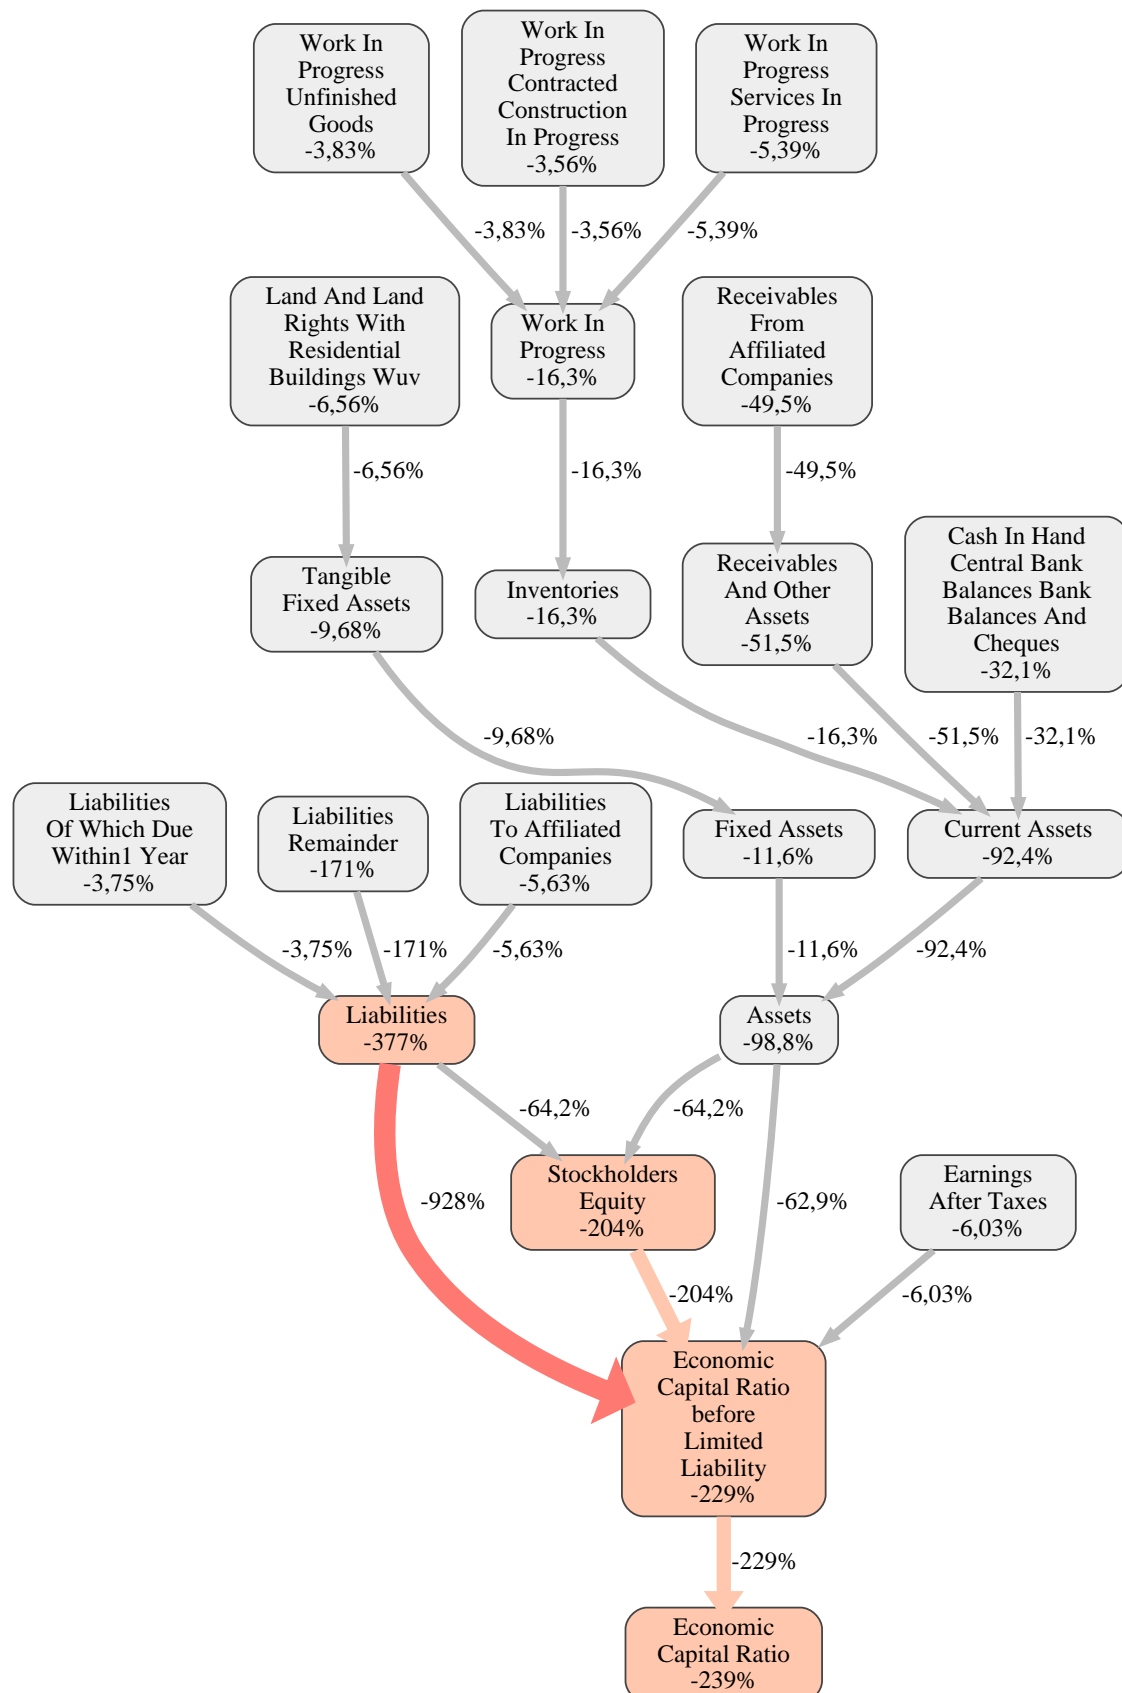 Work In
Progress
Unfinished
Goods
-3,83%
Work In
Progress
Contracted
Construction
In Progress
-3,56%
Work In
Progress
Services In
Progress
-5,39%
-3,83%
-3,56%
-5,39%
Land And Land
Rights With
Residential
Buildings Wuv
-6,56%
Work In
Progress
-16,3%
Receivables
From
Affiliated
Companies
-49,5%
-6,56%
-16,3%
-49,5%
Tangible
Fixed Assets
-9,68%
Inventories
-16,3%
Receivables
And Other
Assets
-51,5%
Cash In Hand
Central Bank
Balances Bank
Balances And
Cheques
-32,1%
-9,68%
-16,3%
-51,5%
-32,1%
Liabilities
Of Which Due
Within1 Year
-3,75%
Liabilities
Remainder
-171%
Liabilities
To Affiliated
Companies
-5,63%
Fixed Assets
-11,6%
Current Assets
-92,4%
-3,75%
-171%
-5,63%
-11,6%
-92,4%
Liabilities
-377%
Assets
-98,8%
-64,2%
-64,2%
-928%
Stockholders
Equity
-204%
-62,9%
Earnings
After Taxes
-6,03%
-204%
-6,03%
Economic
Capital Ratio
before
Limited
Liability
-229%
-229%
Economic
Capital Ratio
-239%